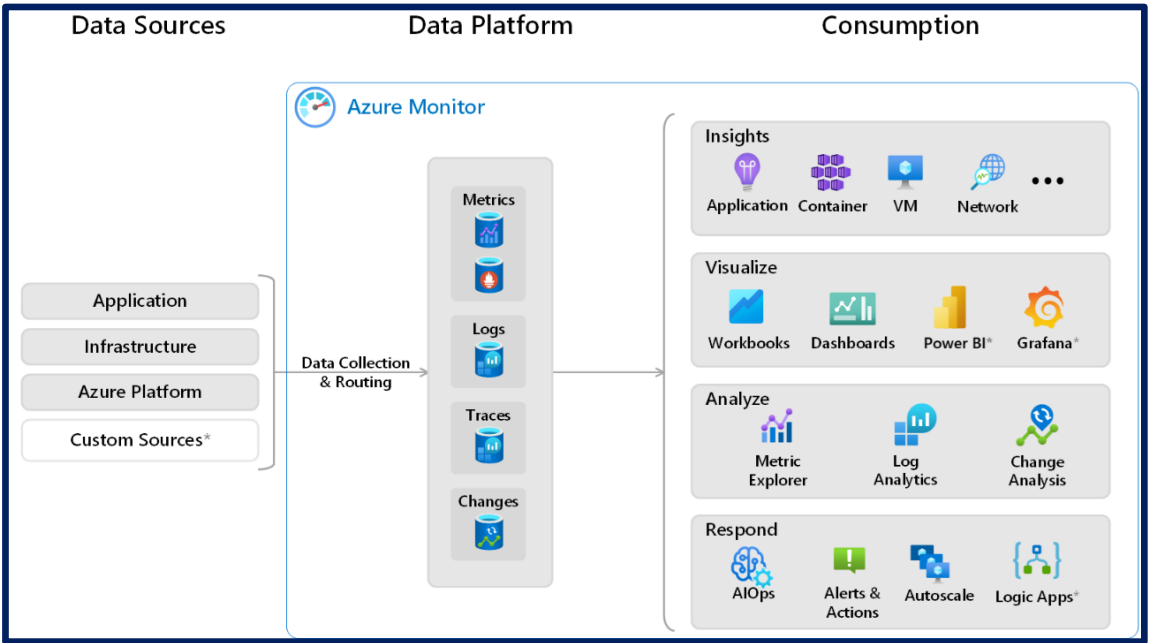 Data Sources
Data Platform
Consumption
Azure Monitor
Application
Infrastructure
Azure Platform
Custom Sources*
Data Collection
& Routing
Metrics
Logs
Traces
Changes
Insights
Application
Container
VM
Network
Visualize
Workbooks
Dashboards
Power BI*
Grafana*
Analyze
Metric
Explorer
Log
Analytics
Change
Analysis
Respond
AIOps
Alerts &
Actions
Autoscale
Logic Apps*